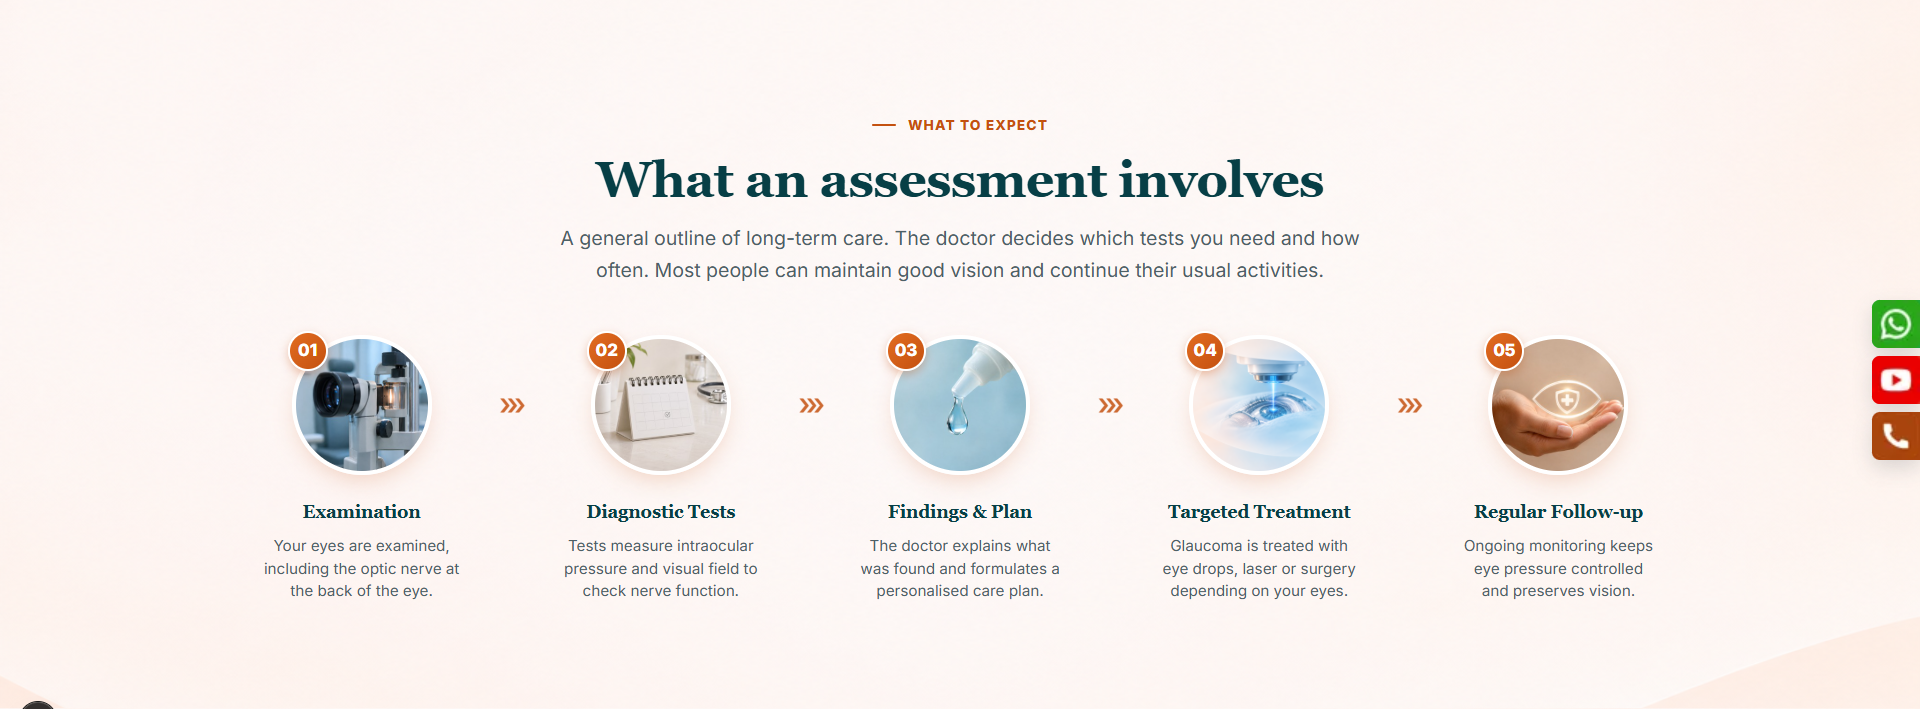 WHAT TO EXPECT
What an assessment involves
A general outline of long-term care. The doctor decides which tests you need and how
often. Most people can maintain good vision and continue their usual activities.
01
02
03
04
05
Examination
Your eyes are examined,
including the optic nerve at
the back of the eye.
Diagnostic Tests
Tests measure intraocular
pressure and visual field to
check nerve function.
Findings & Plan
The doctor explains what
was found and formulates a
personalised care plan.
Targeted Treatment
Glaucoma is treated with
eye drops, laser or surgery
depending on your eyes.
Regular Follow-up
Ongoing monitoring keeps
eye pressure controlled
and preserves vision.